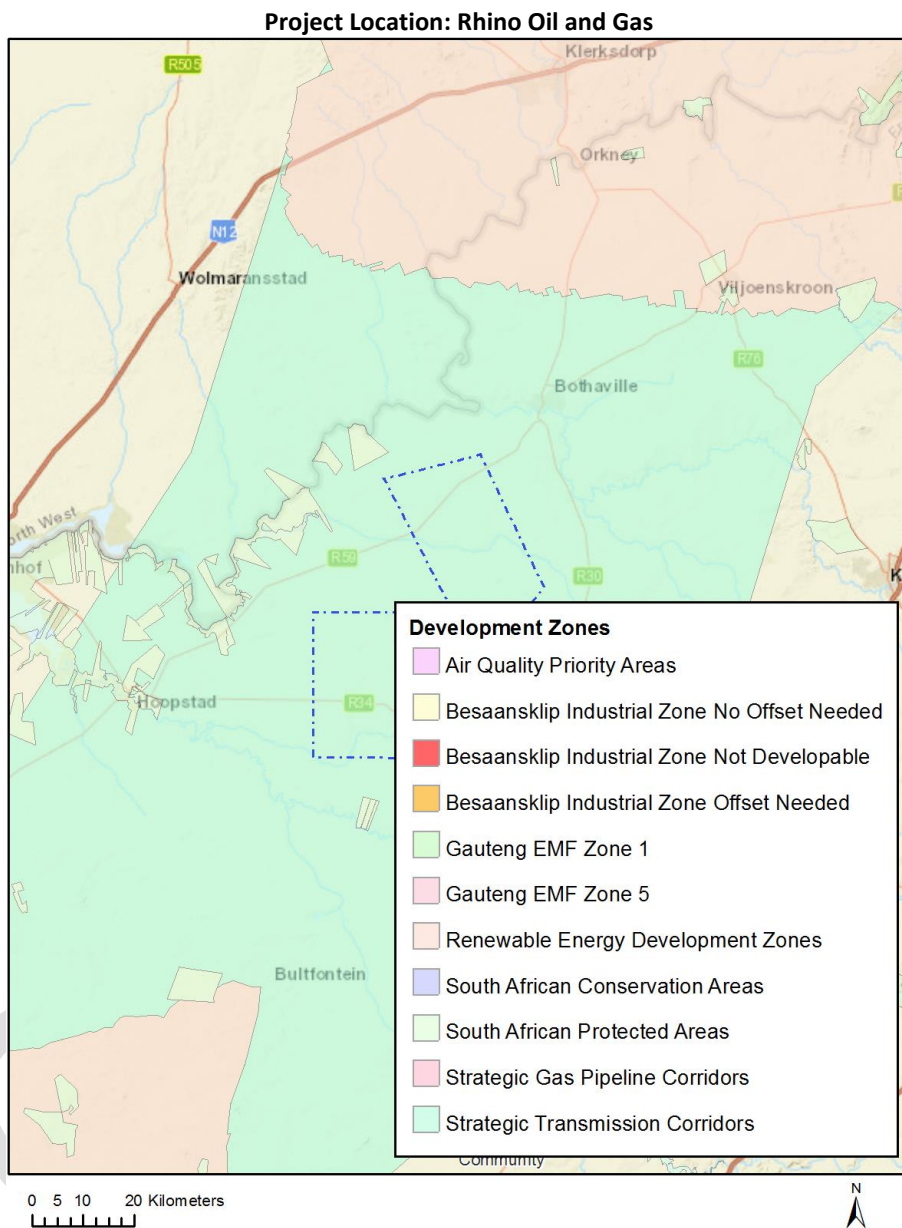 Project Location: Rhino Oil and Gas
Klerksdorp
R505
Orkney
N12
Wolmaransstad
Viljoenskroon
R76
Bothaville
orth West
nhof
R59
R30
K
Hoopstad
R34
Bultfontein
Development Zones
Air Quality Priority Areas
Besaansklip Industrial Zone No Offset Needed
Besaansklip Industrial Zone Not Developable
Besaansklip Industrial Zone Offset Needed
Gauteng EMF Zone 1
Gauteng EMF Zone 5
Renewable Energy Development Zones
South African Conservation Areas
South African Protected Areas
Strategic Gas Pipeline Corridors
Strategic Transmission Corridors
Community
0 5 10 20 Kilometers
N